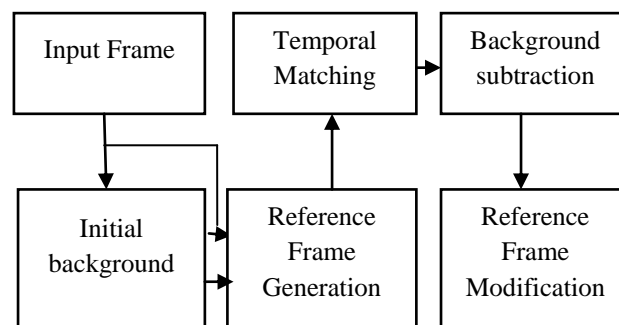 Input Frame
Temporal
Matching
Background
subtraction
Initial
background
Reference
Frame
Generation
Reference
Frame
Modification